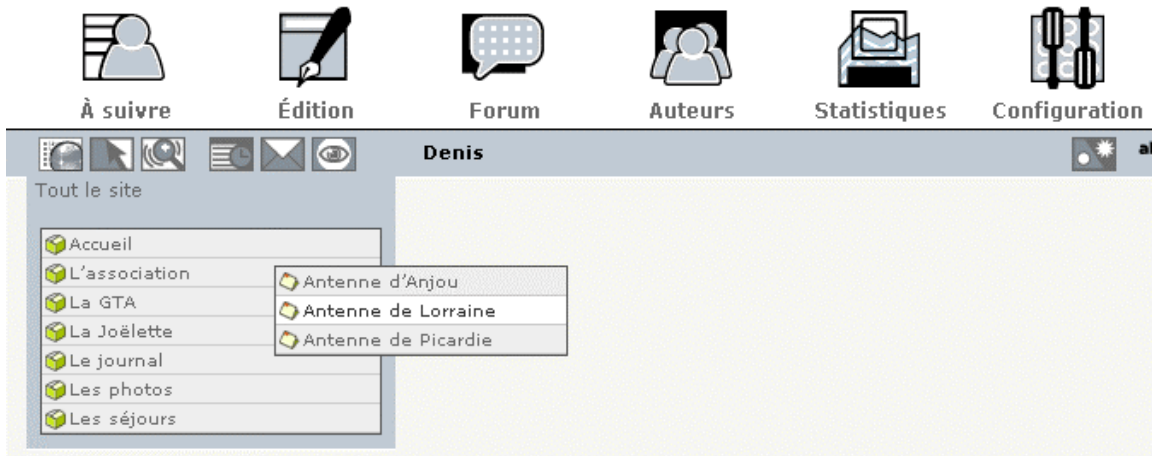 À suivre Édition Forum Auteurs Statistiques Configuration
Denis
Tout le site
Accueil
L'association
La GTA
La Joëlette
Le journal
Les photos
Les séjours
Antenne d'Anjou
Antenne de Lorraine
Antenne de Picardie